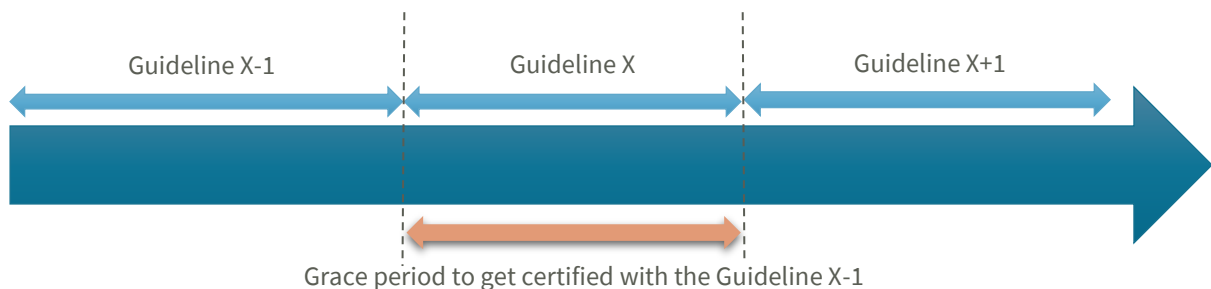 Guideline X-1
Guideline X
Guideline X+1
Grace period to get certified with the Guideline X-1